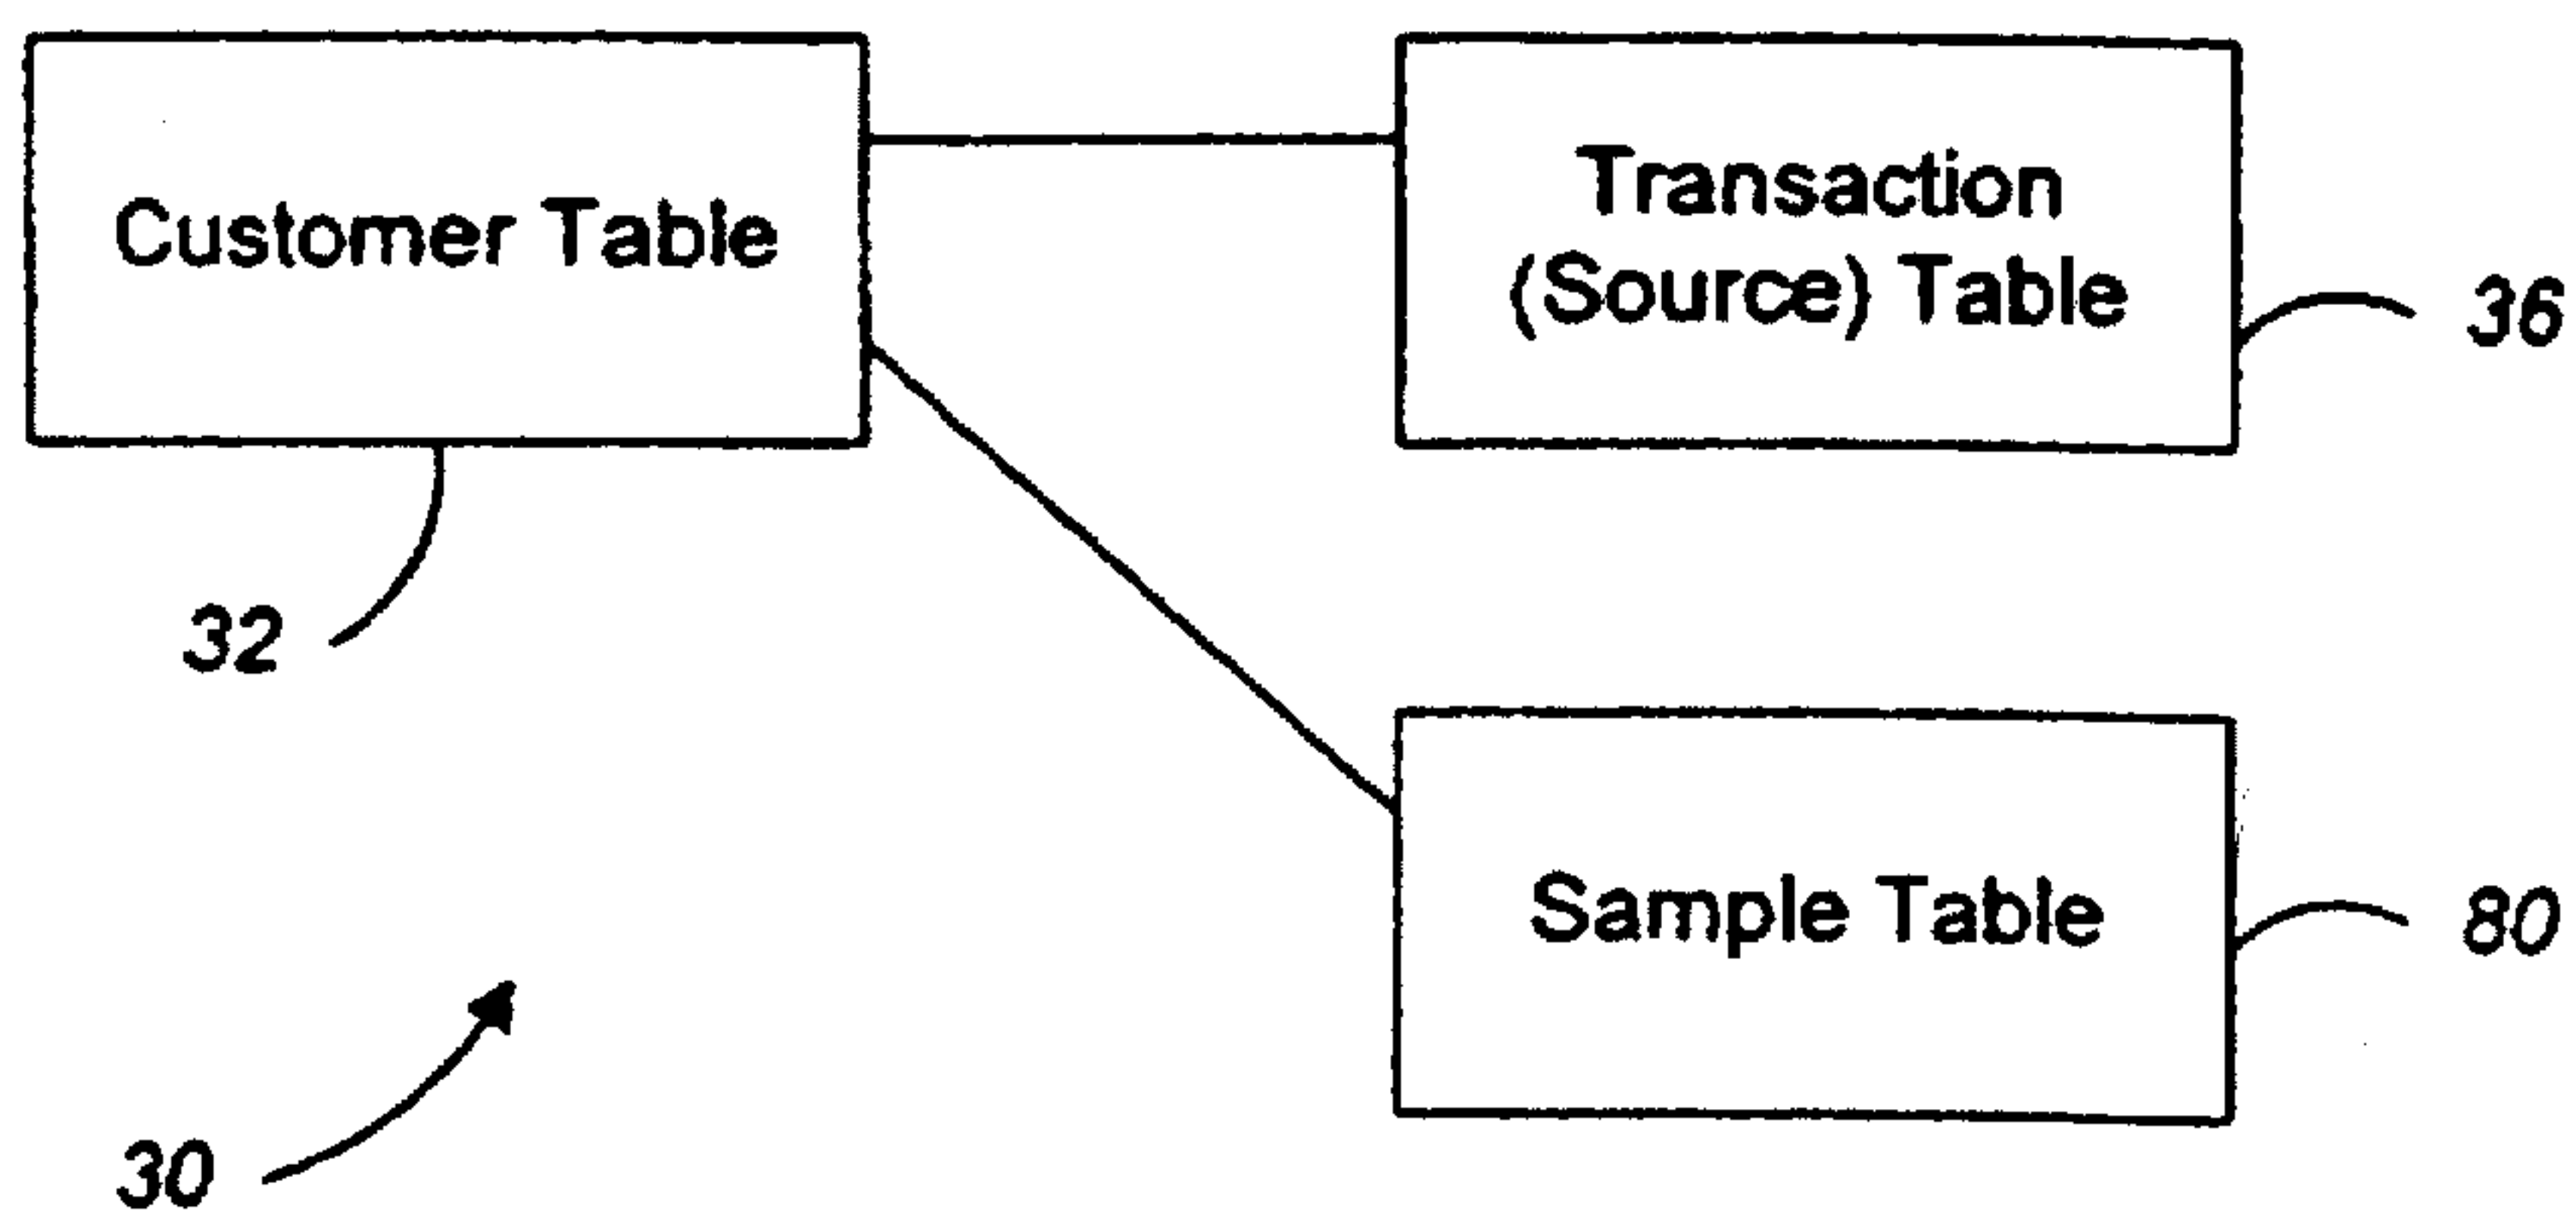 Customer Table
Transaction
(Source) Table
36
32
Sample Table
80
30